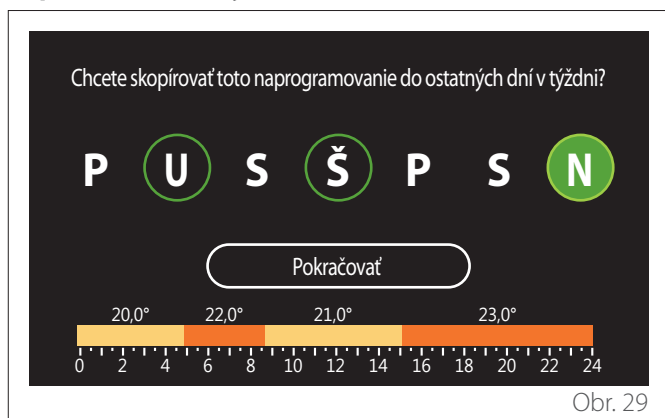 Chcete skopírovať toto naprogramovanie do ostatných dní v týždni?
P U S Š P S N
Pokračovať
20,0° 22,0° 21,0° 23,0°
0 2 4 6 8 10 12 14 16 18 20 22 24
Obr. 29